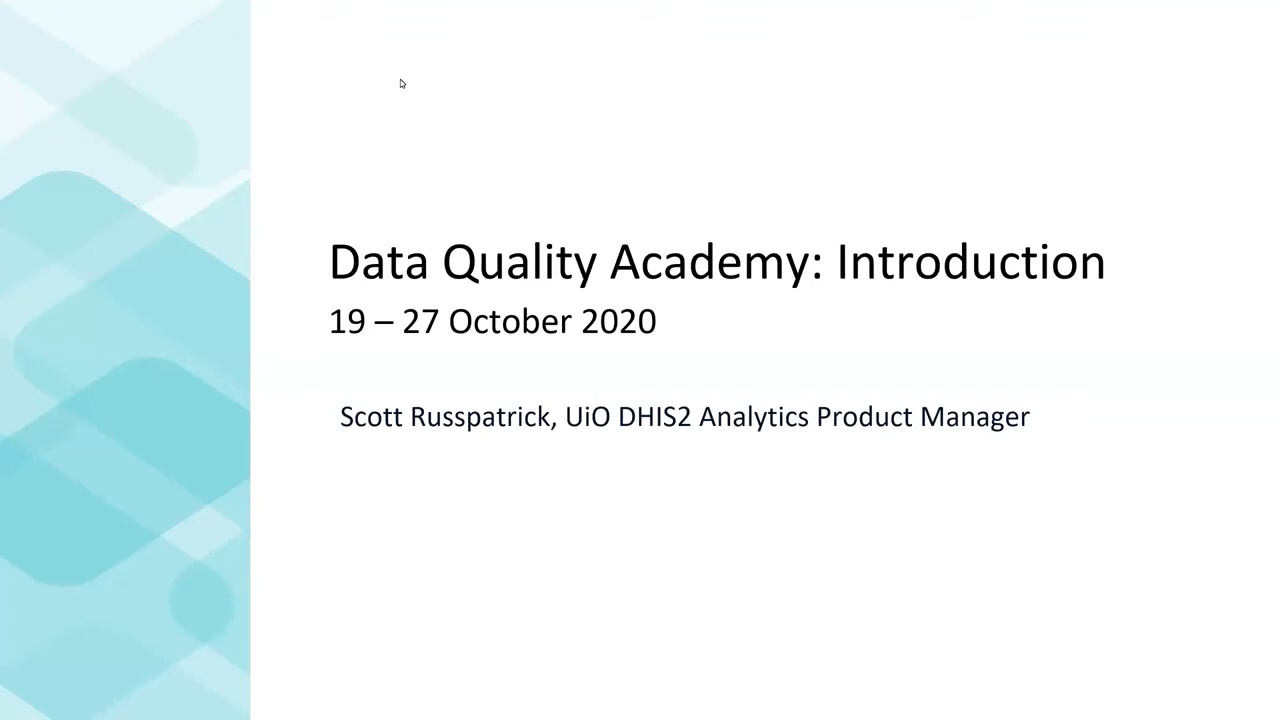 Data Quality Academy: Introduction
19 – 27 October 2020
Scott Russpatrick, UiO DHIS2 Analytics Product Manager